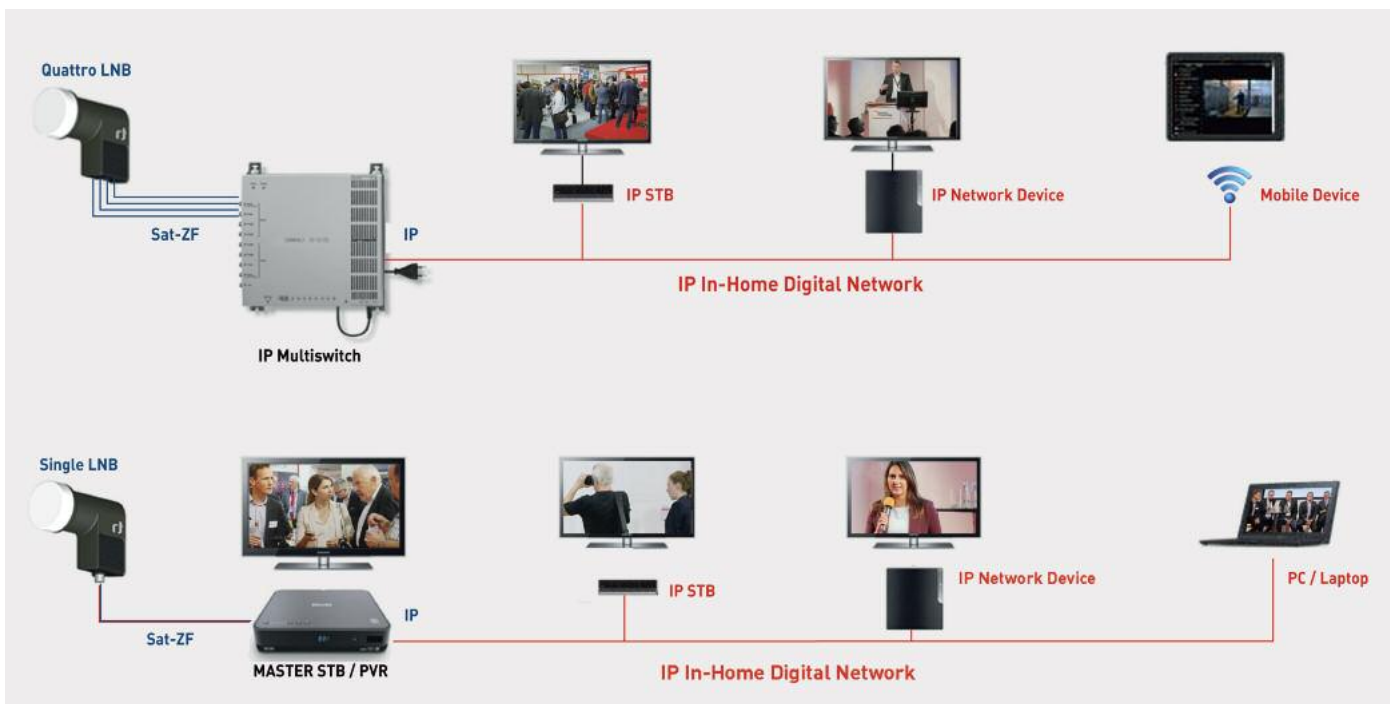 Quattro LNB
Sat-ZF
IP
IP Multiswitch
IP STB
IP Network Device
Mobile Device
IP In-Home Digital Network
Single LNB
Sat-ZF
IP
MASTER STB / PVR
IP STB
IP Network Device
PC / Laptop
IP In-Home Digital Network